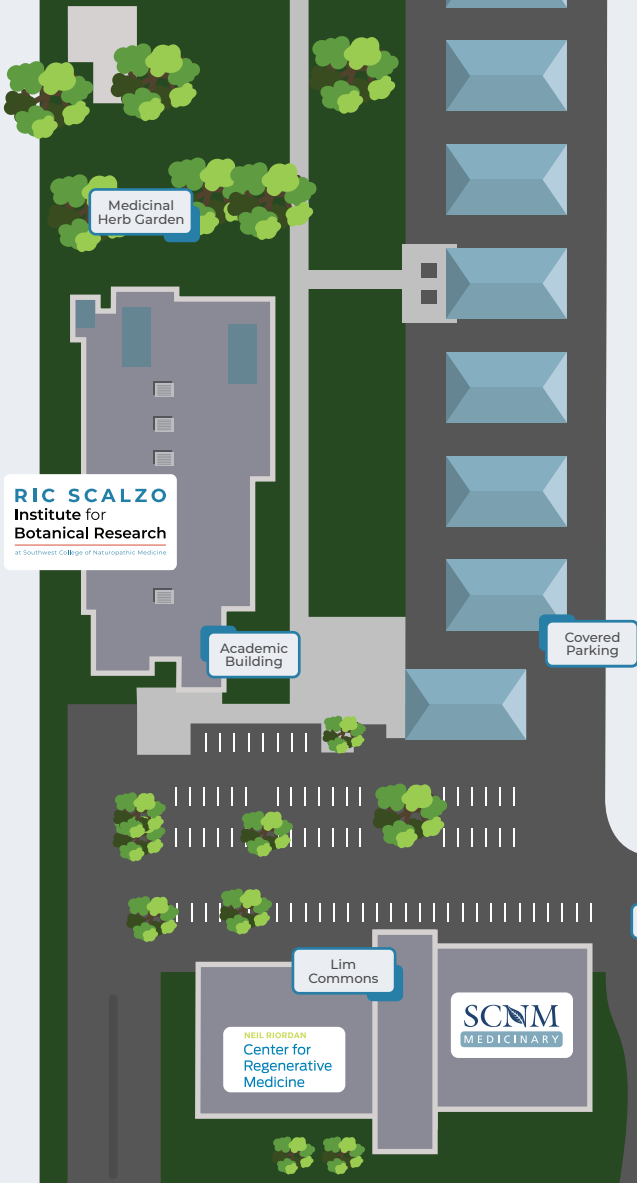 Medicinal
Herb Garden
RIC SCALZO
Institute for
Botanical Research
at Southwest College of Naturopathic Medicine
Academic
Building
Covered
Parking
Lim
Commons
NEIL RIORDAN
Center for
Regenerative
Medicine
SCNM
MEDICINARY